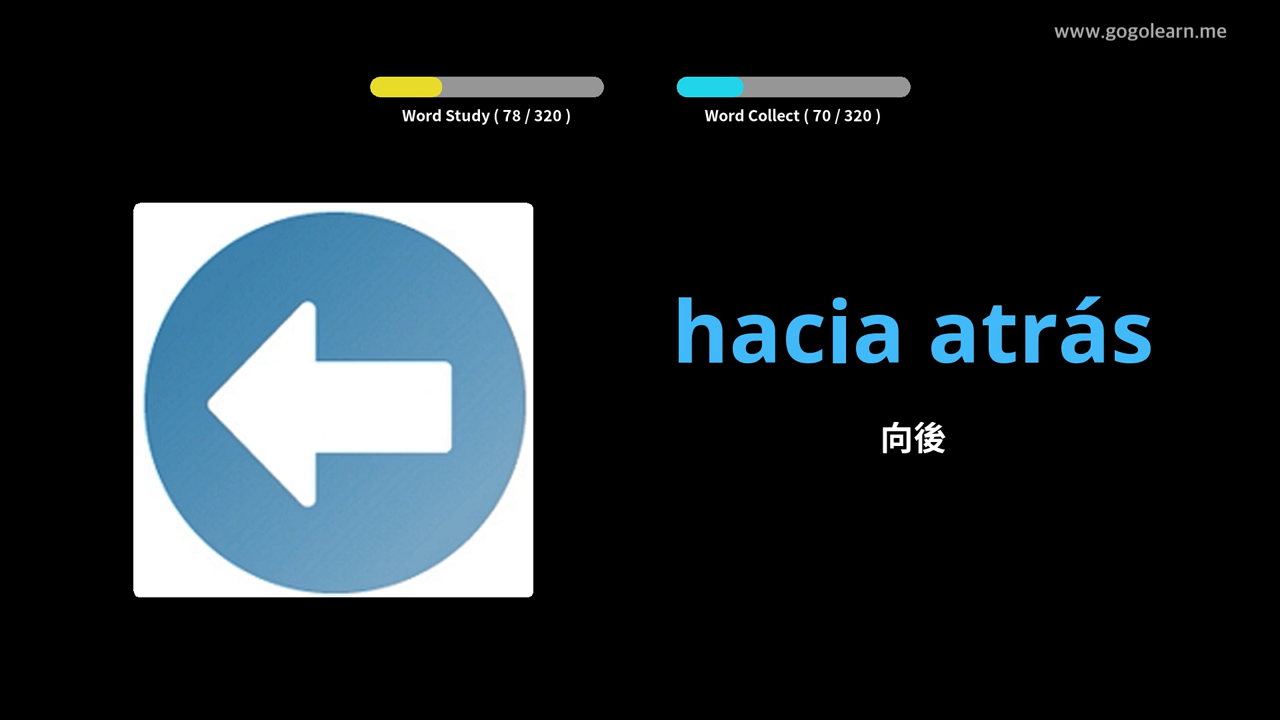 www.gogolearn.me
Word Study ( 78 / 320 )
Word Collect ( 70 / 320 )
hacia atrás
向後